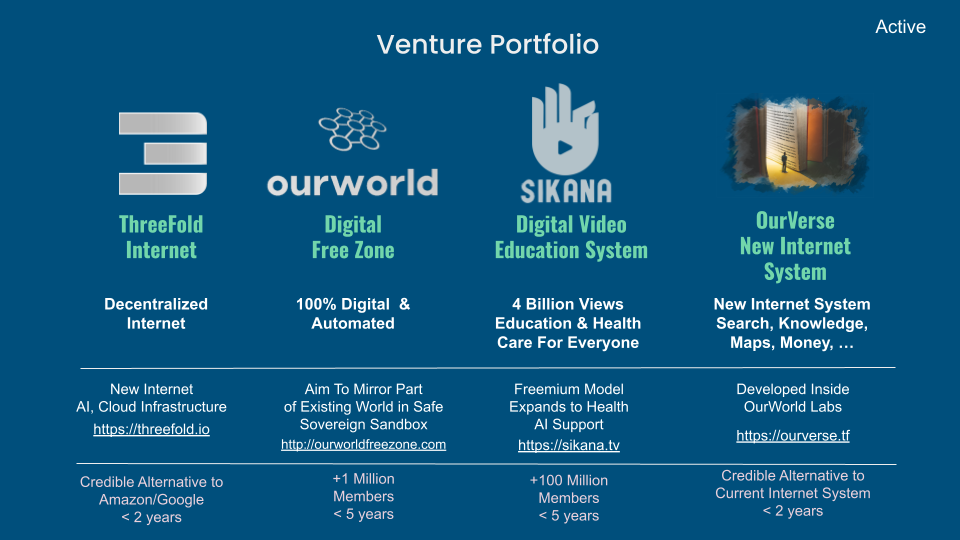 Active
Venture Portfolio
ourworld
SIKANA
ThreeFold
Internet
Digital
Free Zone
Digital Video
Education System
OurVerse
New Internet
System
Decentralized
Internet
100% Digital &
Automated
4 Billion Views
Education & Health
Care For Everyone
New Internet System
Search, Knowledge,
Maps, Money, …
New Internet
AI, Cloud Infrastructure
https://threefold.io
Aim To Mirror Part
of Existing World in Safe
Sovereign Sandbox
http://ourworldfreezone.com
Freemium Model
Expands to Health
AI Support
https://sikana.tv
Developed Inside
OurWorld Labs
https://ourverse.tf
Credible Alternative to
Amazon/Google
< 2 years
+1 Million
Members
< 5 years
+100 Million
Members
< 5 years
Credible Alternative to
Current Internet System
< 2 years